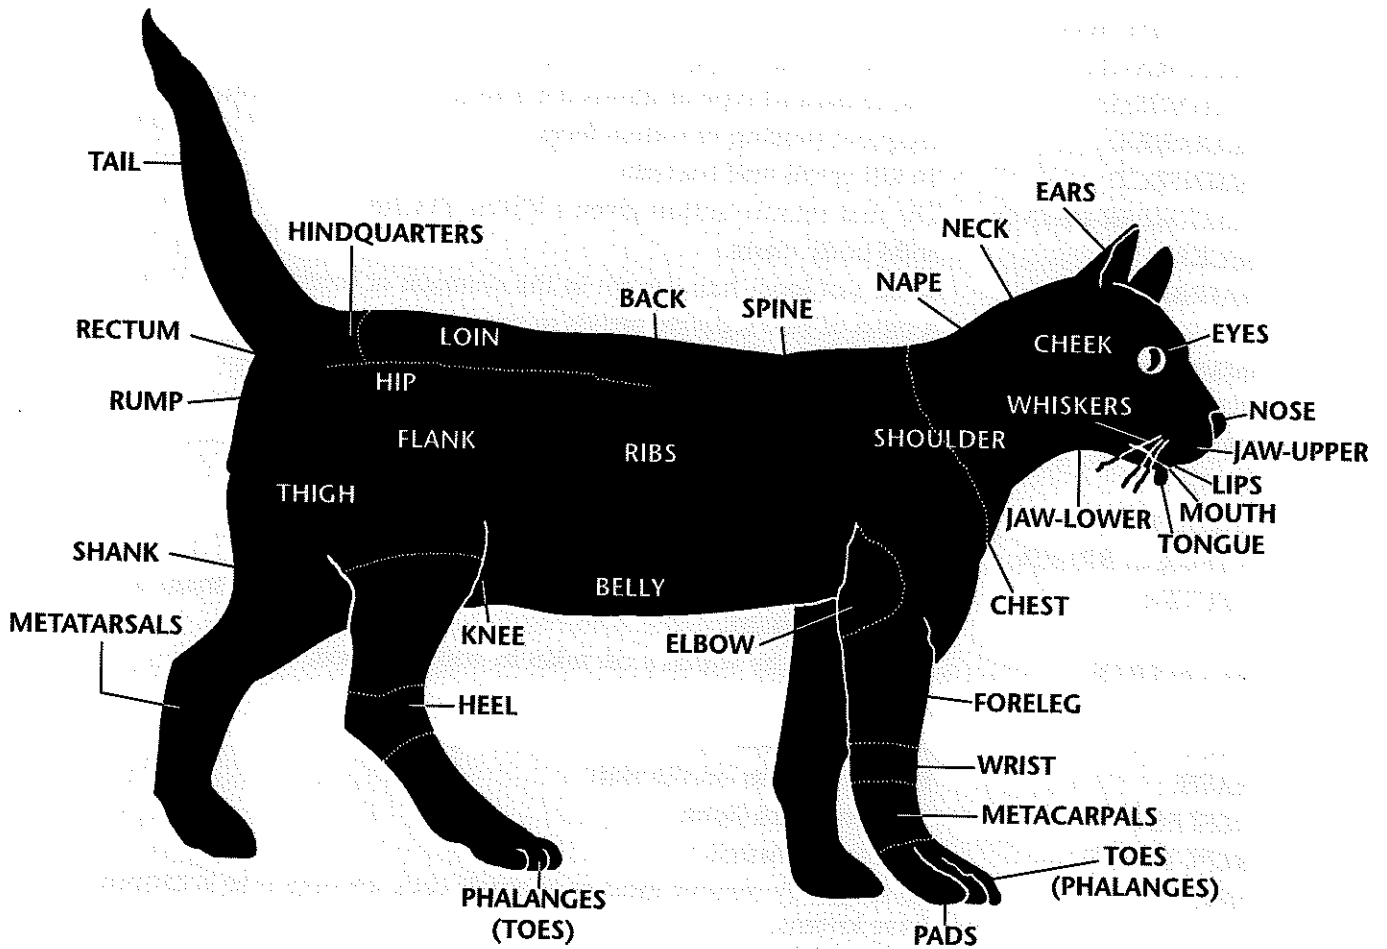 TAIL
EARS
HINDQUARTERS
NECK
NAPE
BACK
SPINE
RECTUM
LOIN
CHEEK
EYES
RUMP
HIP
WHISKERS
NOSE
FLANK
RIBS
SHOULDER
JAW-UPPER
THIGH
LIPS
JAW-LOWER
MOUTH
TONGUE
SHANK
BELLY
CHEST
METATARSALS
KNEE
ELBOW
HEEL
FORELEG
WRIST
METACARPALS
TOES
(PHALANGES)
PHALANGES
(TOES)
PADS